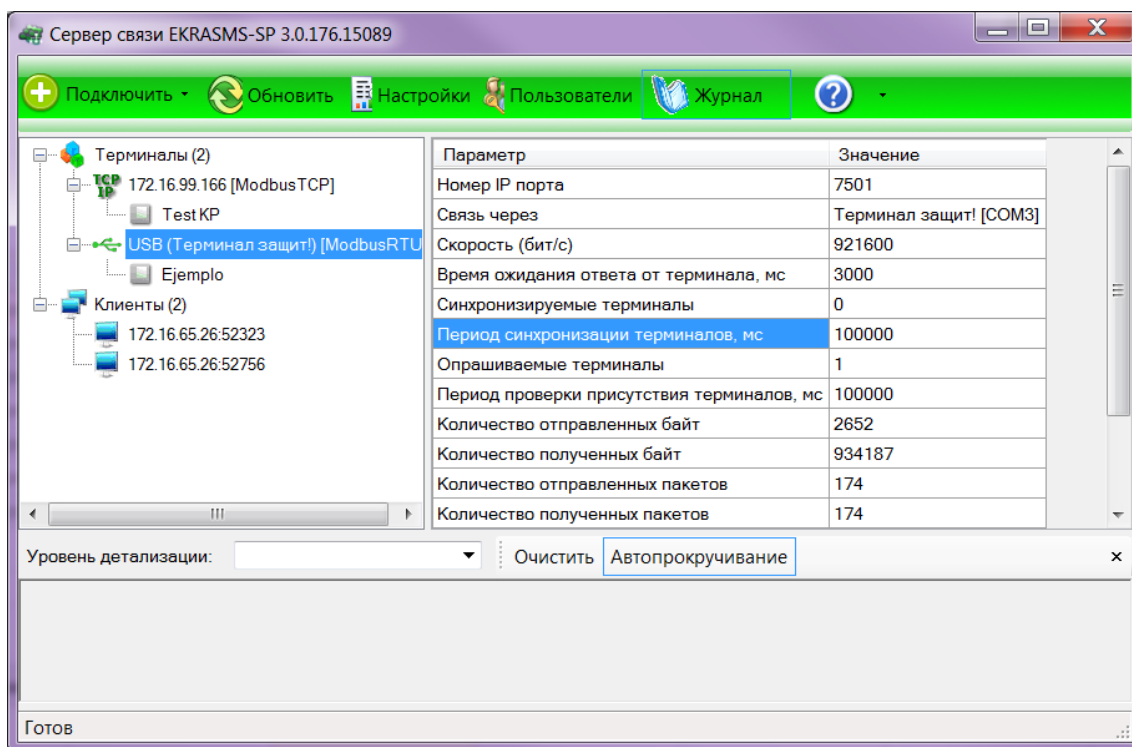 Сервер связи EKRASMS-SP 3.0.176.15089
Подключить Обновить Настройки Пользователи Журнал
Терминалы (2)
TCP IP 172.16.99.166 [ModbusTCP]
Test KP
USB (Терминал защит!) [ModbusRTU
Ejemplo
Клиенты (2)
172.16.65.26:52323
172.16.65.26:52756
Параметр Значение
Номер IP порта 7501
Связь через Терминал защит! [COM3]
Скорость (бит/с) 921600
Время ожидания ответа от терминала, мс 3000
Синхронизируемые терминалы 0
Период синхронизации терминалов, мс 100000
Опрашиваемые терминалы 1
Период проверки присутствия терминалов, мс 100000
Количество отправленных байт 2652
Количество полученных байт 934187
Количество отправленных пакетов 174
Количество полученных пакетов 174
Уровень детализации: Очистить Автопрокручивание
Готов